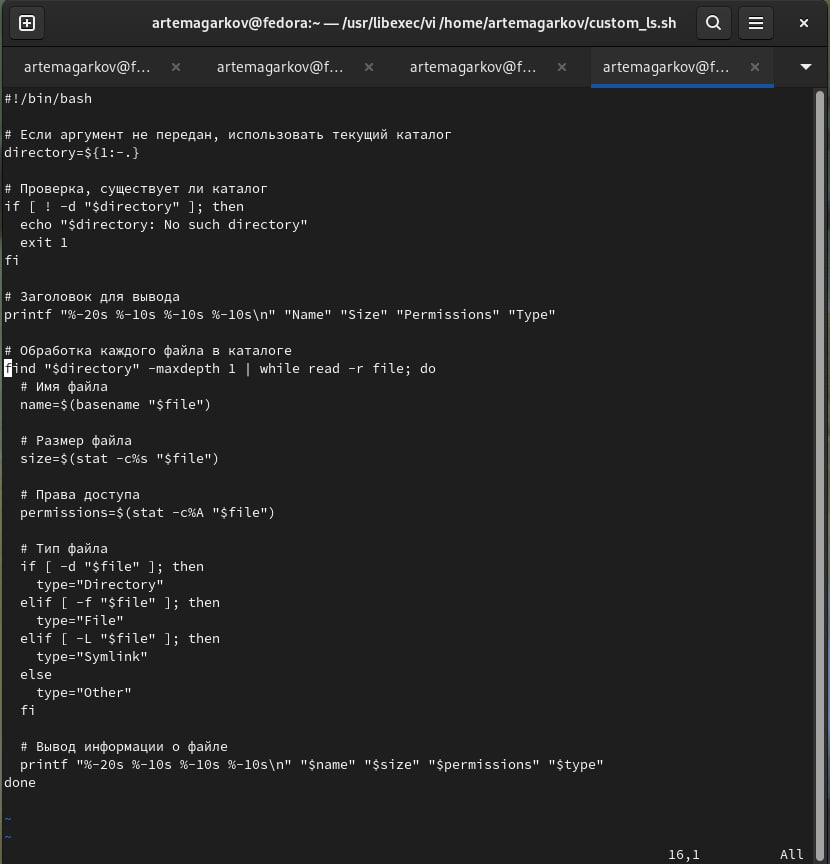 artemagarkov@fedora:~ — /usr/libexec/vi /home/artemagarkov/custom_ls.sh
artemagarkov@f… artemagarkov@f… artemagarkov@f… artemagarkov@f…
#!/bin/bash
# Если аргумент не передан, использовать текущий каталог
directory=${1:-.}
# Проверка, существует ли каталог
if [ ! -d "$directory" ]; then
  echo "$directory: No such directory"
  exit 1
fi
# Заголовок для вывода
printf "%-20s %-10s %-10s %-10s\n" "Name" "Size" "Permissions" "Type"
# Обработка каждого файла в каталоге
find "$directory" -maxdepth 1 | while read -r file; do
  # Имя файла
  name=$(basename "$file")
  # Размер файла
  size=$(stat -c%s "$file")
  # Права доступа
  permissions=$(stat -c%A "$file")
  # Тип файла
  if [ -d "$file" ]; then
    type="Directory"
  elif [ -f "$file" ]; then
    type="File"
  elif [ -L "$file" ]; then
    type="Symlink"
  else
    type="Other"
  fi
  # Вывод информации о файле
  printf "%-20s %-10s %-10s %-10s\n" "$name" "$size" "$permissions" "$type"
done
~
~
16,1 All